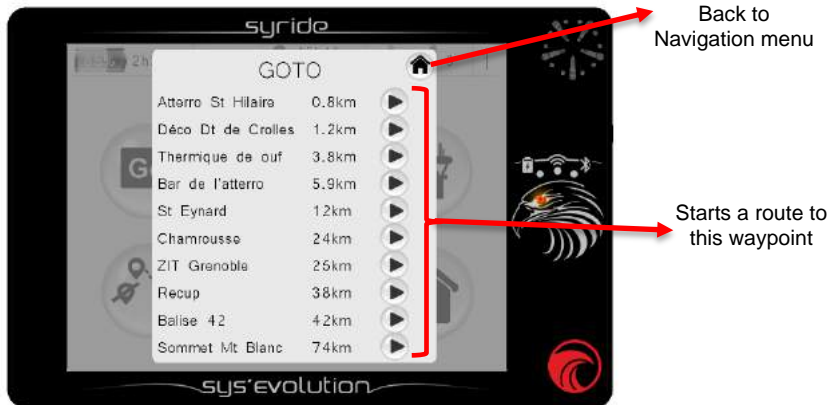 syride
Back to
Navigation menu
2h
GOTO
Atterro St Hilaire 0.8km
Déco Dt de Crolles 1.2km
Thermique de ouf 3.8km
Bar de l'atterro 5.9km
St Eynard 12km
Chamrousse 24km
ZIT Grenoble 25km
Recup 38km
Balise 42 42km
Sommet Mt Blanc 74km
Starts a route to
this waypoint
sys'evolution